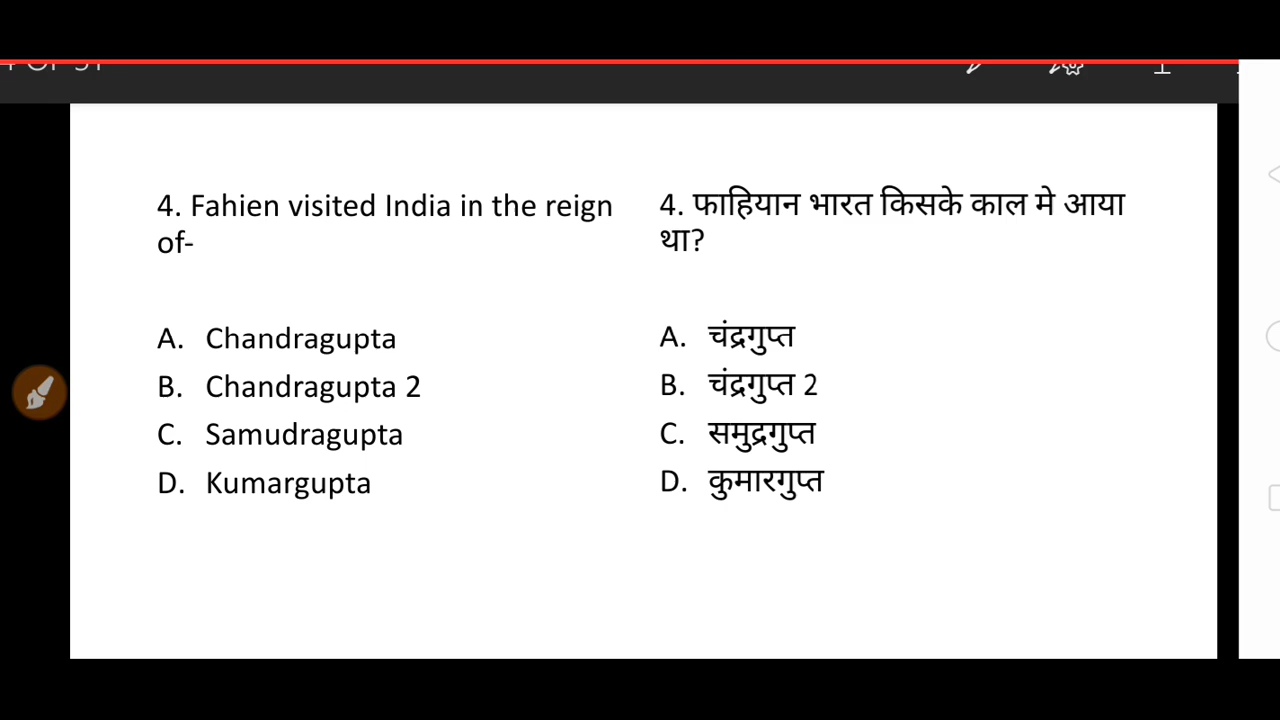 4. Fahien visited India in the reign
of-
A. Chandragupta
B. Chandragupta 2
C. Samudragupta
D. Kumargupta
4. फाहियान भारत किसके काल मे आया
था?
A. चंद्रगुप्त
B. चंद्रगुप्त 2
C. समुद्रगुप्त
D. कुमारगुप्त